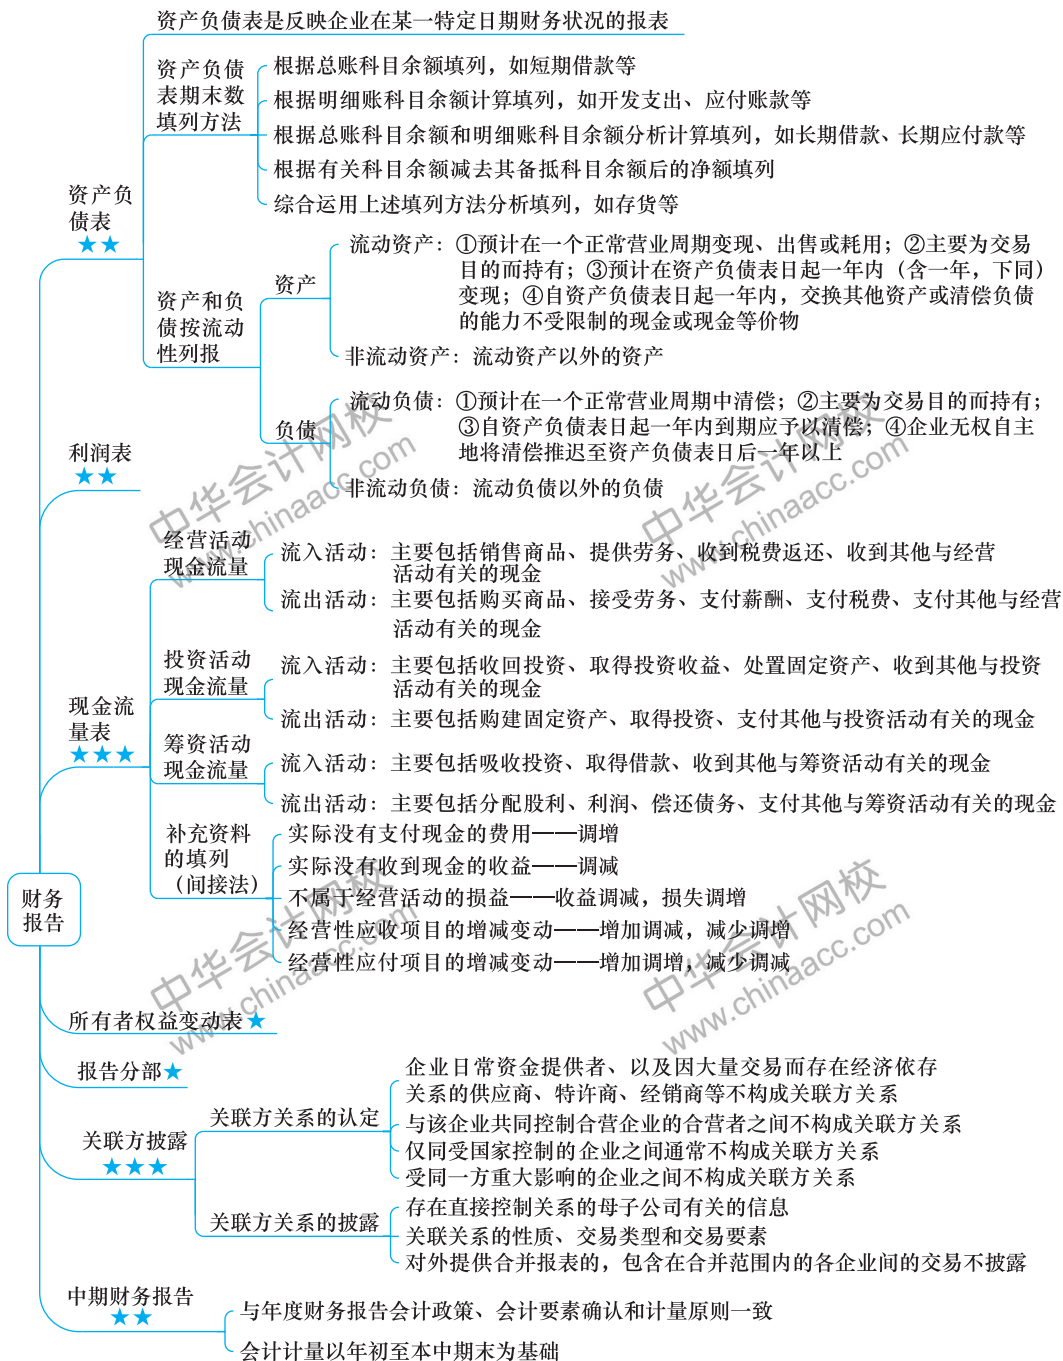 资产负债表是反映企业在某一特定日期财务状况的报表
资产负债
表期末数
填列方法
根据总账科目余额填列，如短期借款等
根据明细账科目余额计算填列，如开发支出、应付账款等
根据总账科目余额和明细账科目余额分析计算填列，如长期借款、长期应付款等
根据有关科目余额减去其备抵科目余额后的净额填列
综合运用上述填列方法分析填列，如存货等
资产负
债表
★★
资产和负
债按流动
性列报
资产
流动资产：①预计在一个正常营业周期变现、出售或耗用；②主要为交易
目的而持有；③预计在资产负债表日起一年内（含一年，下同）
变现；④自资产负债表日起一年内，交换其他资产或清偿负债
的能力不受限制的现金或现金等价物
非流动资产：流动资产以外的资产
负债
流动负债：①预计在一个正常营业周期中清偿；②主要为交易目的而持有；
③自资产负债表日起一年内到期应予以清偿；④企业无权自主
地将清偿推迟至资产负债表日后一年以上
非流动负债：流动负债以外的负债
利润表
★★
经营活动
现金流量
流入活动：主要包括销售商品、提供劳务、收到税费返还、收到其他与经营
活动有关的现金
流出活动：主要包括购买商品、接受劳务、支付薪酬、支付税费、支付其他与经营
活动有关的现金
投资活动
现金流量
流入活动：主要包括收回投资、取得投资收益、处置固定资产、收到其他与投资
活动有关的现金
流出活动：主要包括购建固定资产、取得投资、支付其他与投资活动有关的现金
现金流
量表
★★★
筹资活动
现金流量
流入活动：主要包括吸收投资、取得借款、收到其他与筹资活动有关的现金
流出活动：主要包括分配股利、利润、偿还债务、支付其他与筹资活动有关的现金
补充资料
的填列
（间接法）
实际没有支付现金的费用——调增
实际没有收到现金的收益——调减
不属于经营活动的损益——收益调减，损失调增
经营性应收项目的增减变动——增加调减，减少调增
经营性应付项目的增减变动——增加调增，减少调减
财务
报告
所有者权益变动表★
报告分部★
关联方披露
★★★
关联方关系的认定
企业日常资金提供者、以及因大量交易而存在经济依存
关系的供应商、特许商、经销商等不构成关联方关系
与该企业共同控制合营企业的合营者之间不构成关联方关系
仅同受国家控制的企业之间通常不构成关联方关系
受同一方重大影响的企业之间不构成关联方关系
关联方关系的披露
存在直接控制关系的母子公司有关的信息
关联关系的性质、交易类型和交易要素
对外提供合并报表的，包含在合并范围内的各企业间的交易不披露
中期财务报告
★★
与年度财务报告会计政策、会计要素确认和计量原则一致
会计计量以年初至本中期末为基础
中华会计网校
www.chinaacc.com
中华会计网校
www.chinaacc.com
中华会计网校
www.chinaacc.com
中华会计网校
www.chinaacc.com